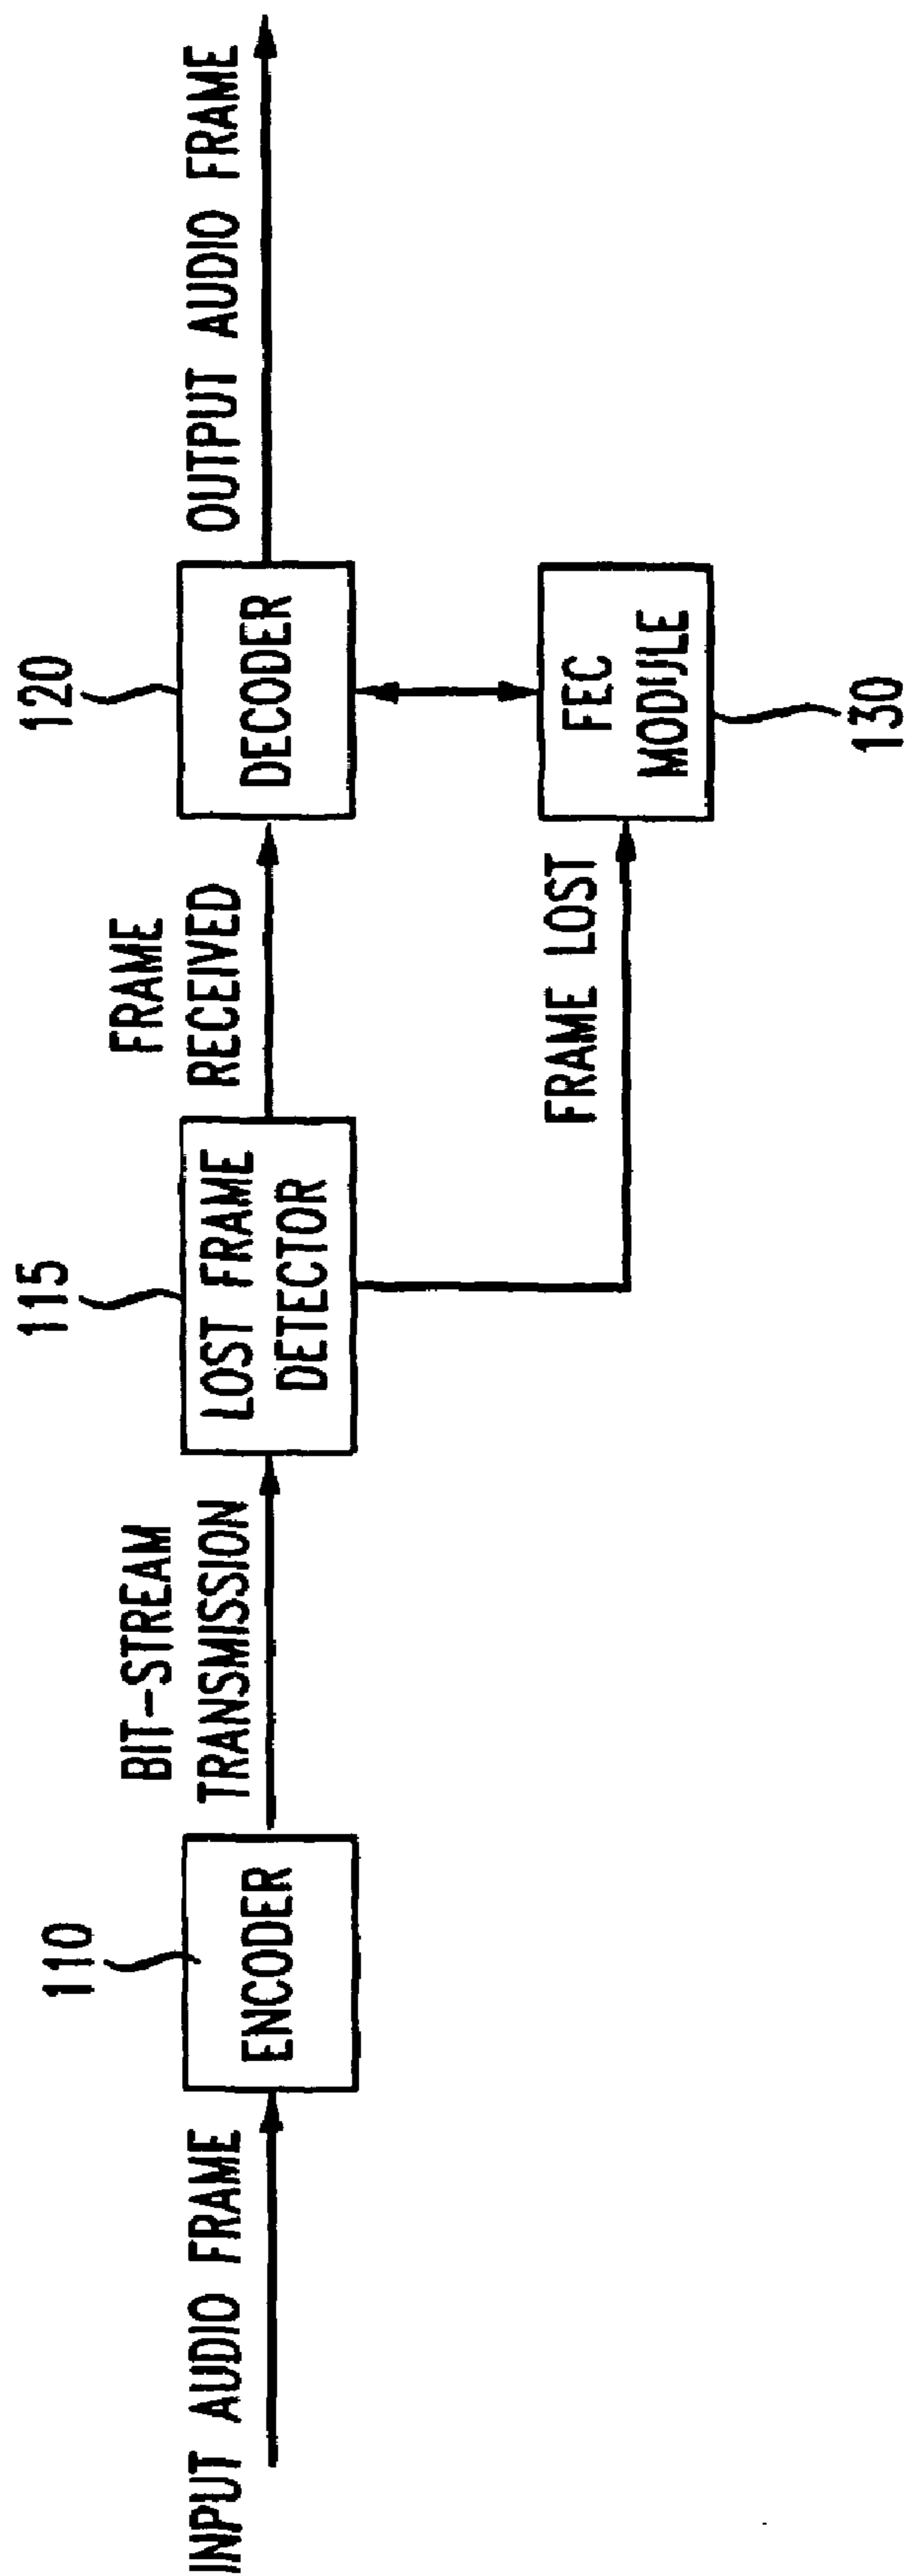 INPUT AUDIO FRAME
110
ENCODER
BIT-STREAM
TRANSMISSION
115
LOST FRAME
DETECTOR
FRAME
RECEIVED
FRAME LOST
120
DECODER
FEC
MODULE
130
OUTPUT AUDIO FRAME